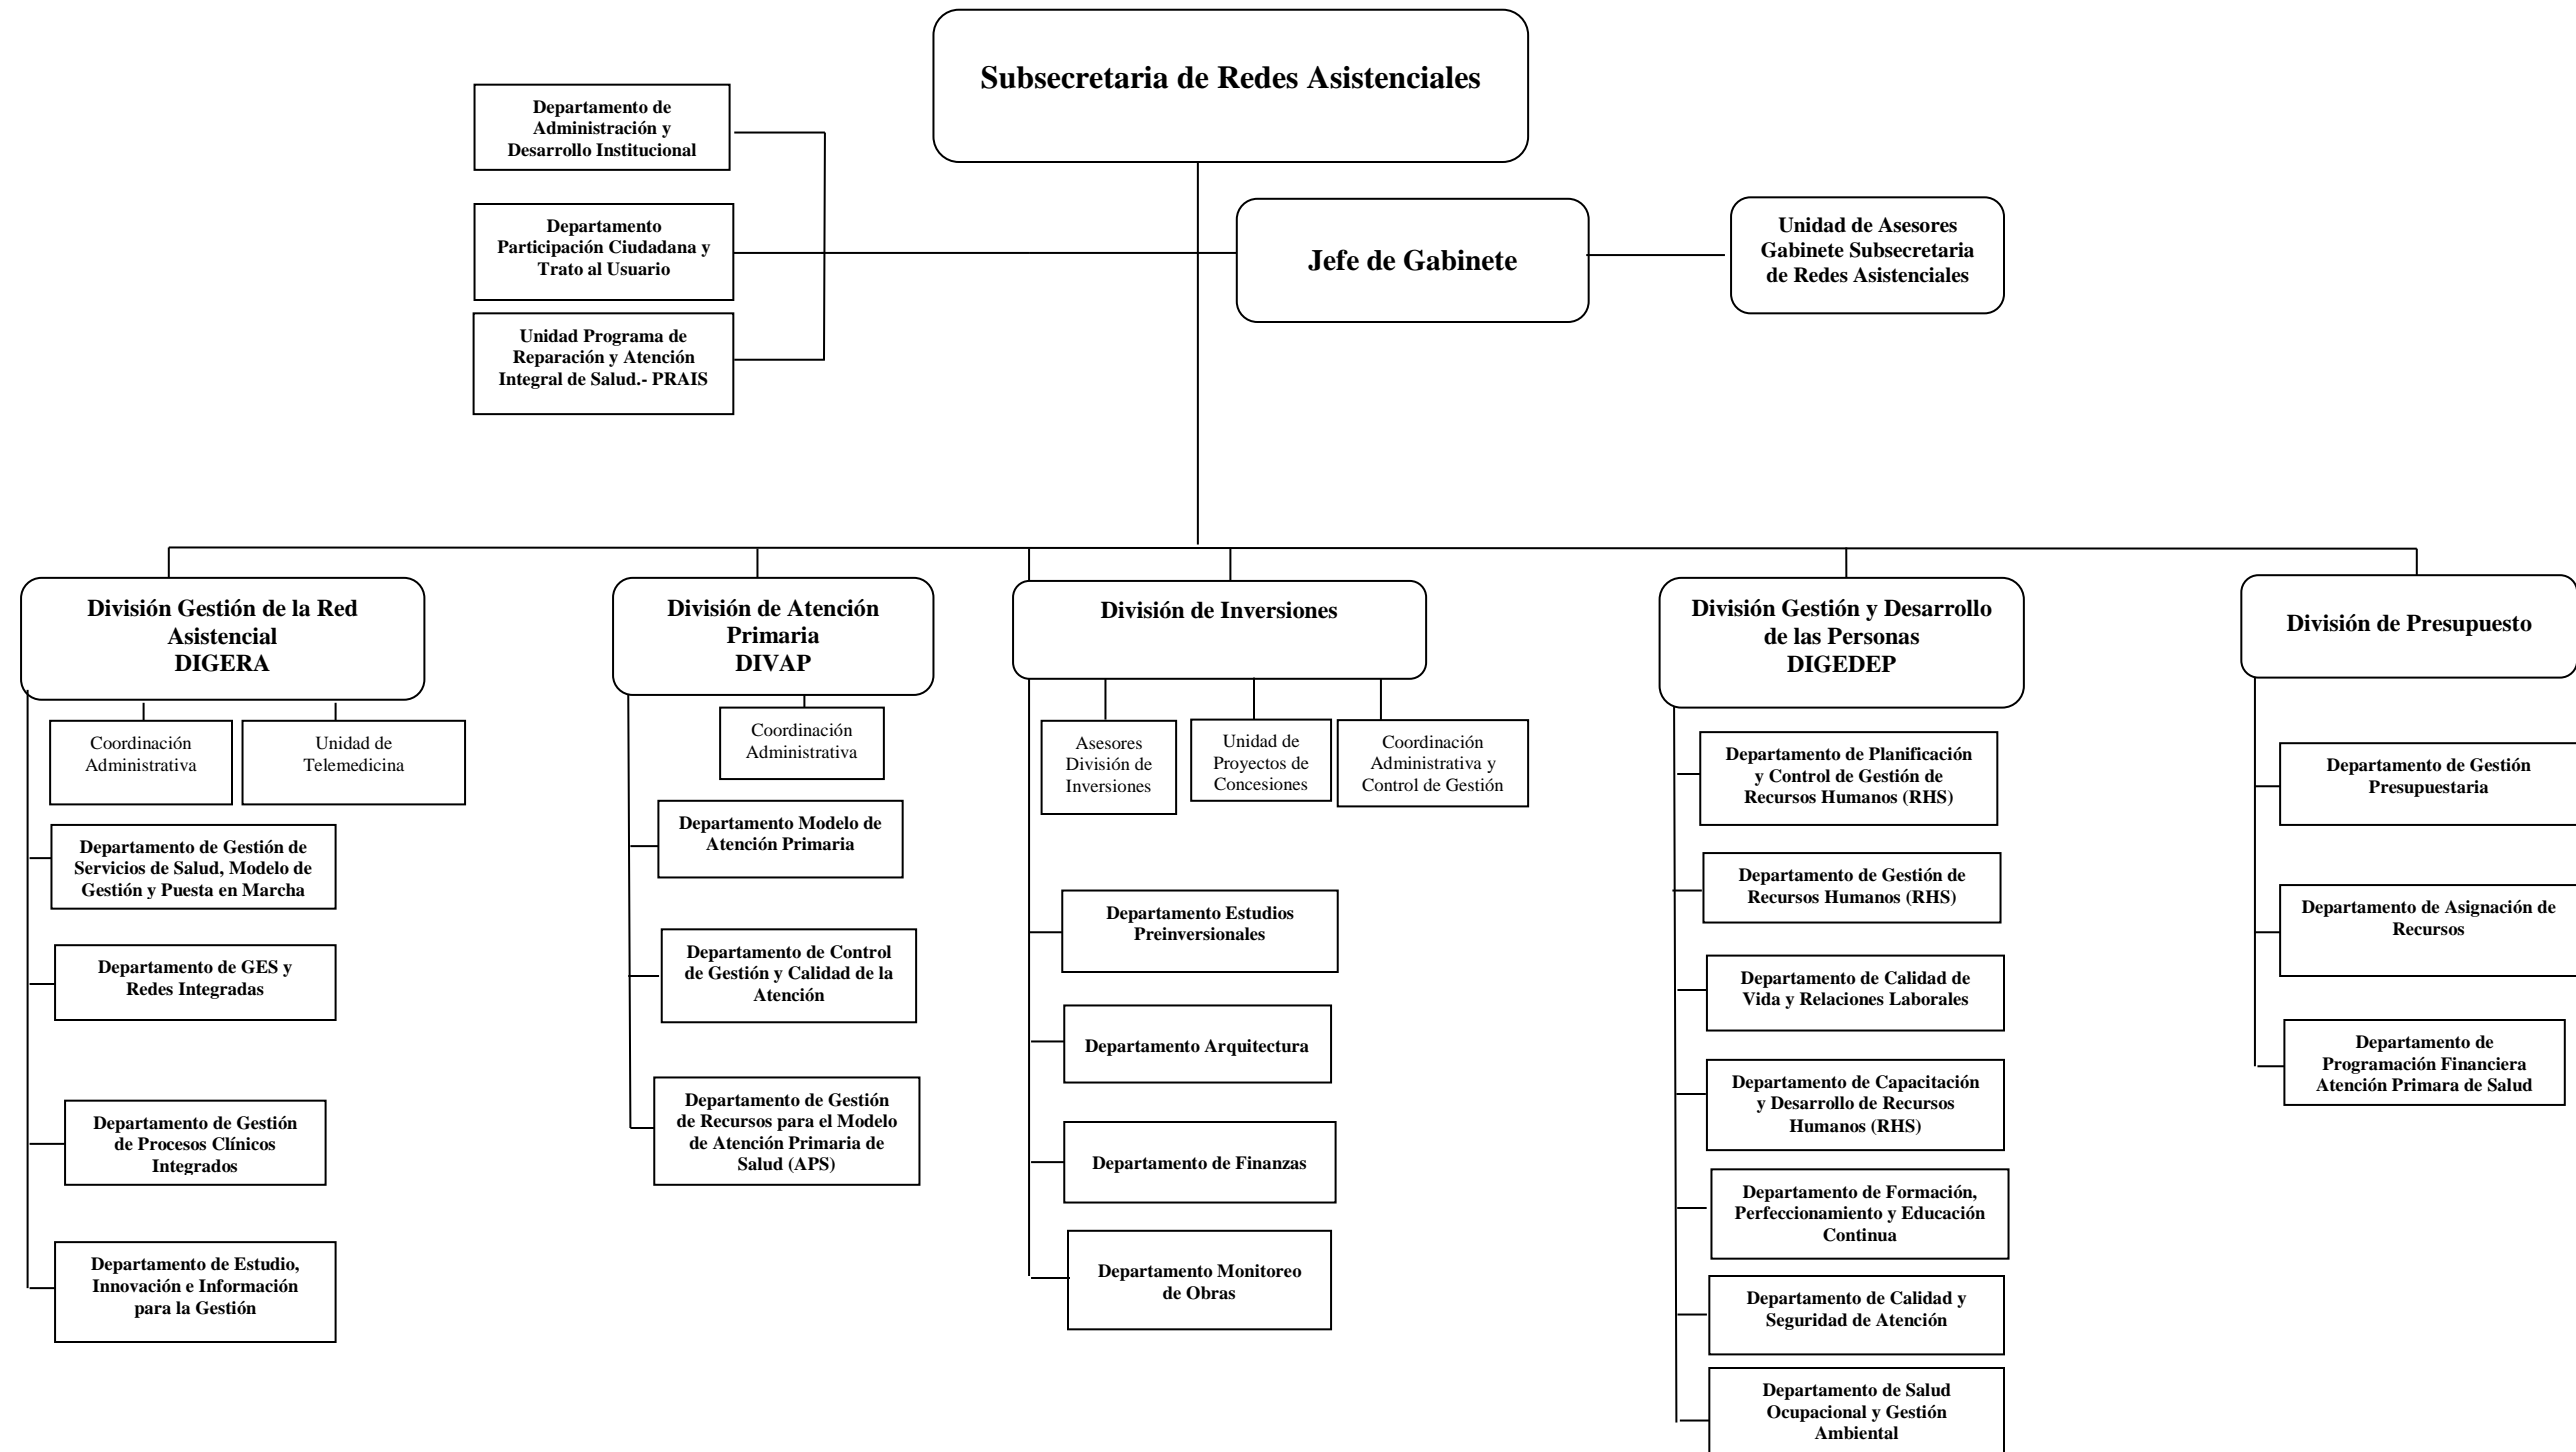 Subsecretaria de Redes Asistenciales
Departamento de
Administración y
Desarrollo Institucional
Departamento
Participación Ciudadana y
Trato al Usuario
Unidad Programa de
Reparación y Atención
Integral de Salud.- PRAIS
Jefe de Gabinete
Unidad de Asesores
Gabinete Subsecretaria
de Redes Asistenciales
División Gestión de la Red
Asistencial
DIGERA
Coordinación
Administrativa
Unidad de
Telemedicina
Departamento de Gestión de
Servicios de Salud, Modelo de
Gestión y Puesta en Marcha
Departamento de GES y
Redes Integradas
Departamento de Gestión
de Procesos Clínicos
Integrados
Departamento de Estudio,
Innovación e Información
para la Gestión
División de Atención
Primaria
DIVAP
Coordinación
Administrativa
Departamento Modelo de
Atención Primaria
Departamento de Control
de Gestión y Calidad de la
Atención
Departamento de Gestión
de Recursos para el Modelo
de Atención Primaria de
Salud (APS)
División de Inversiones
Asesores
División de
Inversiones
Unidad de
Proyectos de
Concesiones
Coordinación
Administrativa y
Control de Gestión
Departamento Estudios
Preinversionales
Departamento Arquitectura
Departamento de Finanzas
Departamento Monitoreo
de Obras
División Gestión y Desarrollo
de las Personas
DIGEDEP
Departamento de Planificación
y Control de Gestión de
Recursos Humanos (RHS)
Departamento de Gestión de
Recursos Humanos (RHS)
Departamento de Calidad de
Vida y Relaciones Laborales
Departamento de Capacitación
y Desarrollo de Recursos
Humanos (RHS)
Departamento de Formación,
Perfeccionamiento y Educación
Continua
Departamento de Calidad y
Seguridad de Atención
Departamento de Salud
Ocupacional y Gestión
Ambiental
División de Presupuesto
Departamento de Gestión
Presupuestaria
Departamento de Asignación de
Recursos
Departamento de
Programación Financiera
Atención Primara de Salud